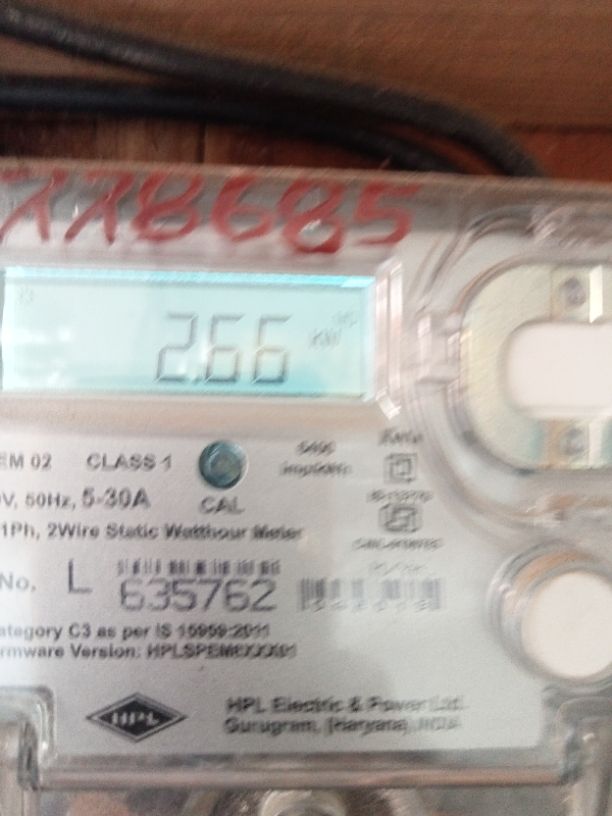 778685
2.66 kW
EM 02 CLASS 1
V, 50Hz, 5-30A
CAL
1Ph, 2Wire Static Watthour Meter
No. L 635762
ategory C3 as per IS 15959:2011
rmware Version:
HPL
HPL Electric & Power Ltd.
Gurugram, (Haryana) INDIA